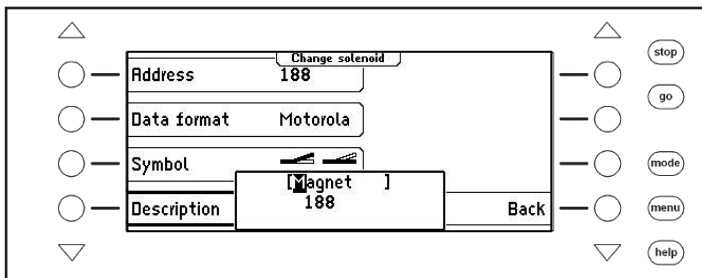 Change solenoid
Address 188
Data format Motorola
Symbol
[Magnet ]
188
Description
Back
stop
go
mode
menu
help